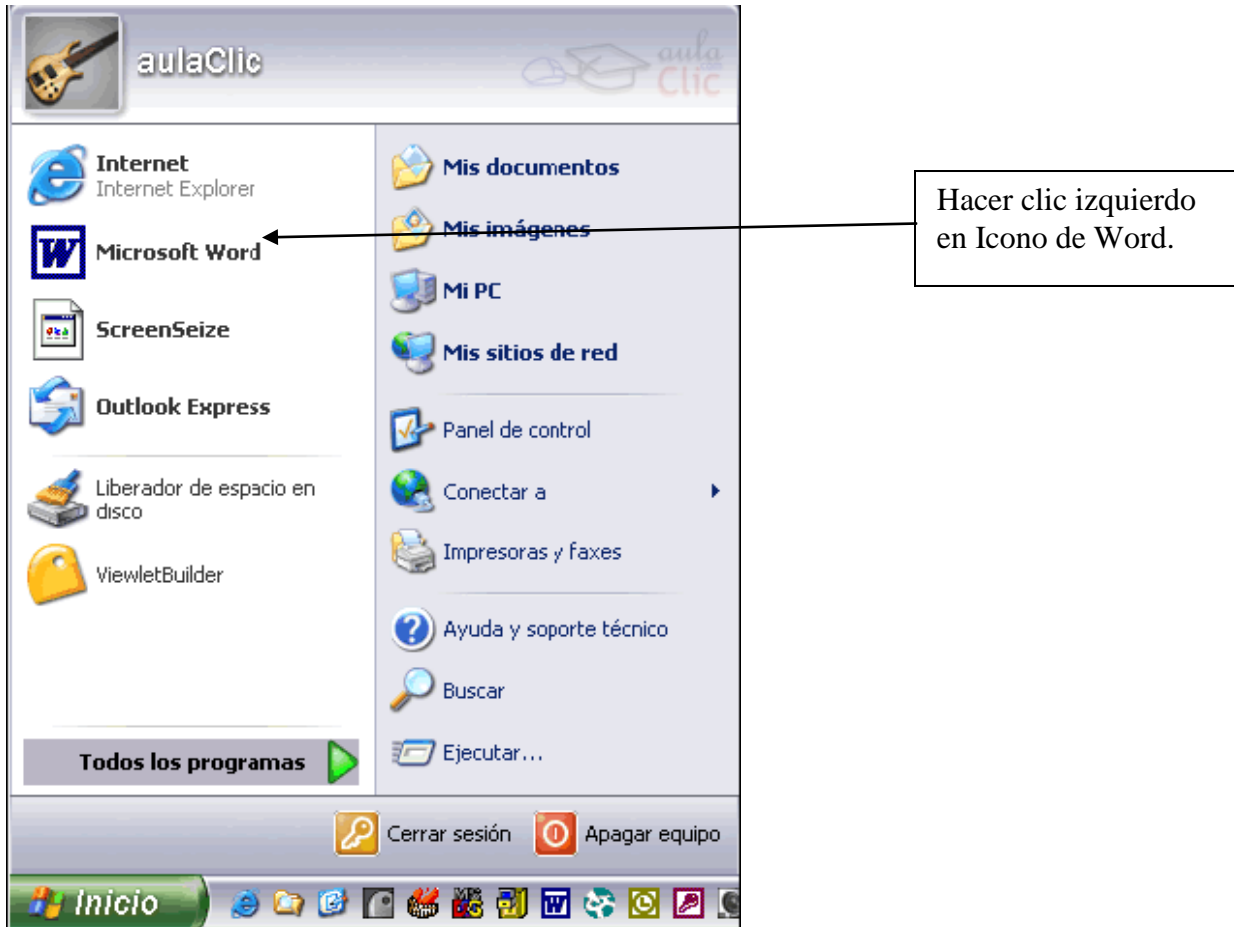 aulaClic
aula
Clic
Internet
Internet Explorer
Microsoft Word
ScreenSeize
Outlook Express
Liberador de espacio en
disco
ViewletBuilder
Todos los programas
Mis documentos
Mis imágenes
Mi PC
Mis sitios de red
Panel de control
Conectar a
Impresoras y faxes
Ayuda y soporte técnico
Buscar
Ejecutar...
Cerrar sesión
Apagar equipo
Inicio
Hacer clic izquierdo
en Icono de Word.